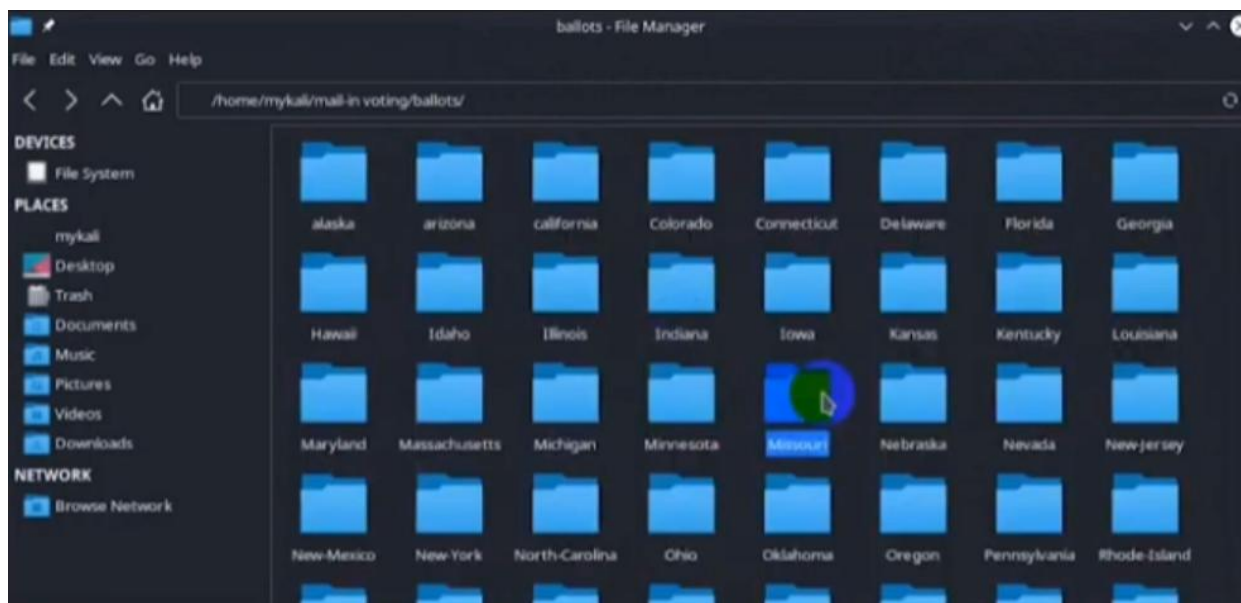 ballots - File Manager
File Edit View Go Help
/home/mykali/mail-in voting/ballots/
DEVICES
File System
PLACES
mykali
Desktop
Trash
Documents
Music
Pictures
Videos
Downloads
NETWORK
Browse Network
alaska arizona california Colorado Connecticut Delaware Florida Georgia
Hawaii Idaho Illinois Indiana Iowa Kansas Kentucky Louisiana
Maryland Massachusetts Michigan Minnesota Missouri Nebraska Nevada New-Jersey
New-Mexico New-York North-Carolina Ohio Oklahoma Oregon Pennsylvania Rhode-Island